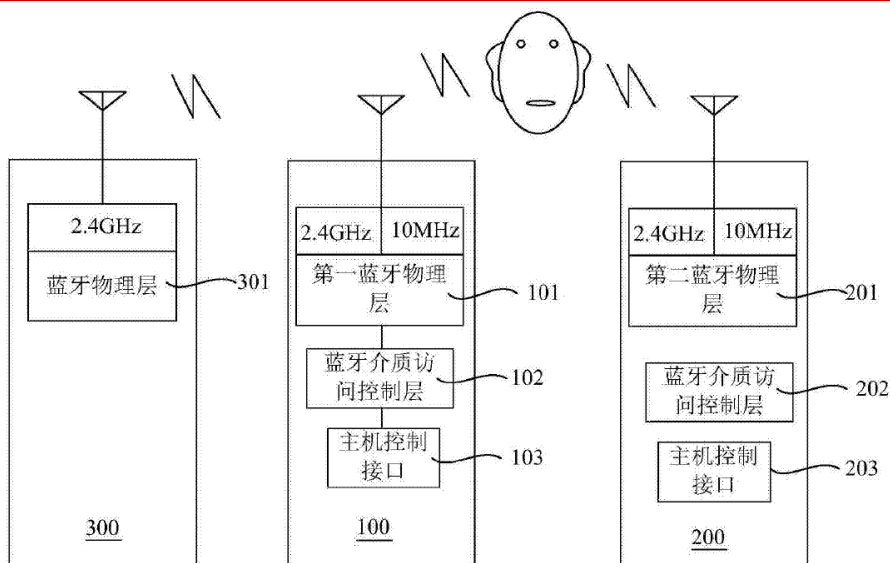 2.4GHz
蓝牙物理层
301
300
2.4GHz
10MHz
第一蓝牙物理
层
101
蓝牙介质访
问控制层
102
主机控制
接口
103
100
2.4GHz
10MHz
第二蓝牙物理
层
201
蓝牙介质访
问控制层
202
主机控制
接口
203
200